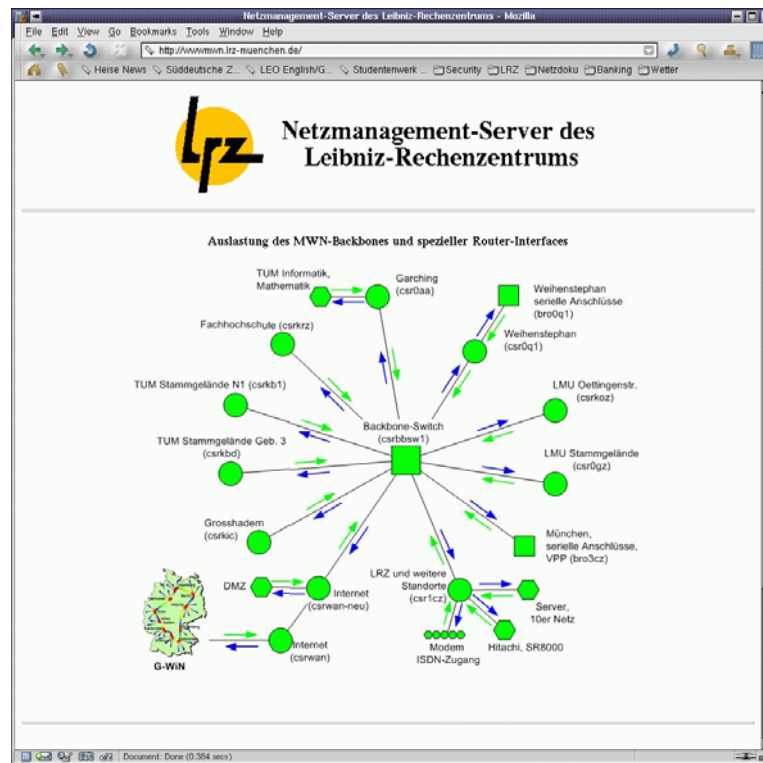 Netzmanagement-Server des Leibniz-Rechenzentrums - Mozilla
File Edit View Go Bookmarks Tools Window Help
http://wwwmwn.lrz-muenchen.de/
Heise News Süddeutsche Z... LEO English/G... Studentenwerk ... Security LRZ Netzdoku Banking Wetter
lrz
Netzmanagement-Server des
Leibniz-Rechenzentrums
Auslastung des MWN-Backbones und spezieller Router-Interfaces
TUM Informatik,
Mathematik
Garching
(csr0aa)
Weihenstephan
serielle Anschlüsse
(bro0q1)
Fachhochschule (csrkrz)
Weihenstephan
(csr0q1)
TUM Stammgelände N1 (csrkb1)
LMU Oettingenstr.
(csrkoz)
Backbone-Switch
(csrbbsw1)
TUM Stammgelände Geb. 3
(csrkbd)
LMU Stammgelände
(csr0gz)
Grosshadern
(csrkic)
München,
serielle Anschlüsse,
VPP (bro3cz)
DMZ
Internet
(csrwan-neu)
LRZ und weitere
Standorte
(csr1cz)
Server,
10er Netz
Internet
(csrwan)
G-WiN
Modem
ISDN-Zugang
Hitachi, SR8000
Document: Done (0.384 secs)